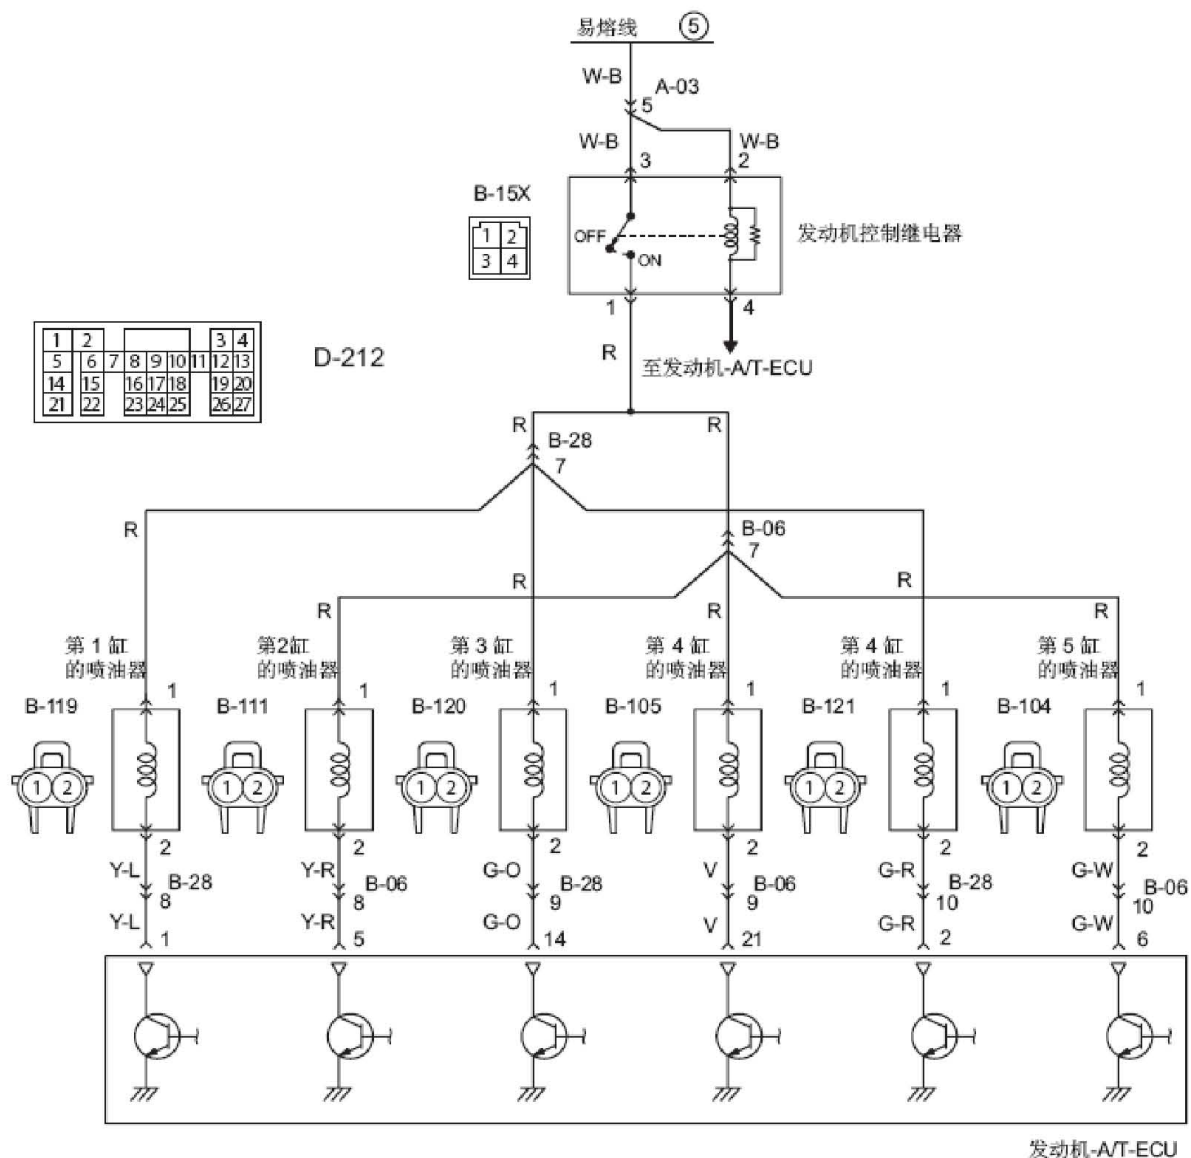 易熔线 ⑤
W-B
A-03
5
W-B
W-B
3
2
B-15X
1 2
3 4
OFF
ON
发动机控制继电器
1
4
R
至发动机-A/T-ECU
1 2 3 4
5 6 7 8 9 10 11 12 13
14 15 16 17 18 19 20
21 22 23 24 25 26 27
D-212
R
R
B-28
7
R
B-06
7
R
R
R
R
R
第 1 缸
的喷油器
第2缸
的喷油器
第 3 缸
的喷油器
第 4 缸
的喷油器
第 4 缸
的喷油器
第 5 缸
的喷油器
1 1 1 1 1 1
B-119 B-111 B-120 B-105 B-121 B-104
1 2 1 2 1 2 1 2 1 2 1 2
2 2 2 2 2 2
Y-L Y-R G-O V G-R G-W
B-28 B-06 B-28 B-06 B-28 B-06
8 8 9 9 10 10
Y-L Y-R G-O V G-R G-W
1 5 14 21 2 6
发动机-A/T-ECU